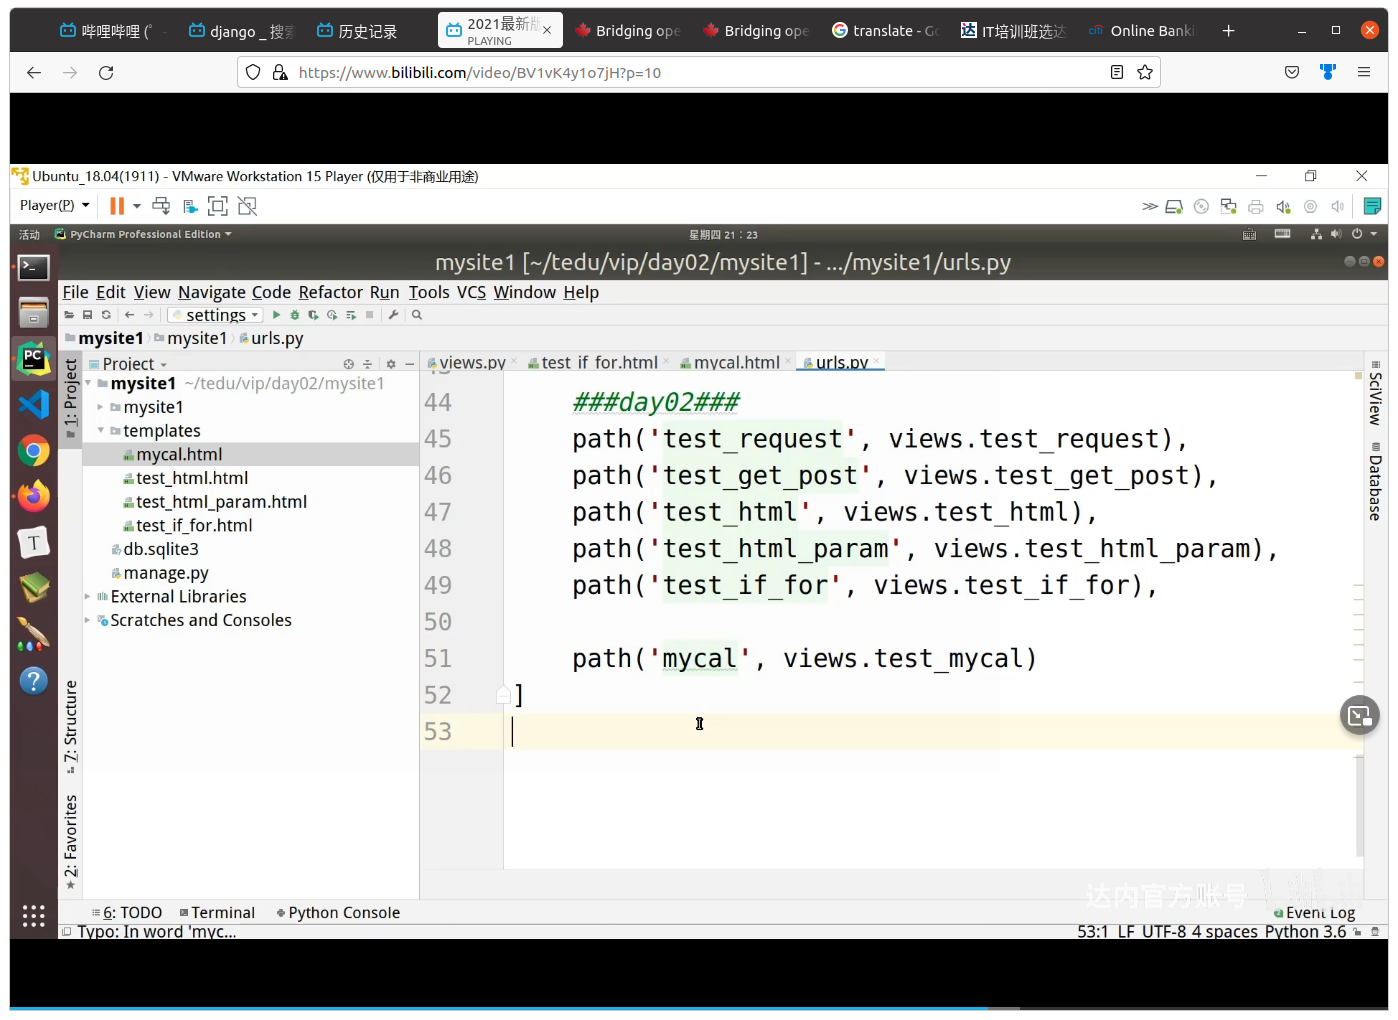 哔哩哔哩 (゜
django _ 搜索
历史记录
2021最新版
PLAYING
Bridging ope
Bridging ope
translate - Go
IT培训班选达
citi Online Banki
https://www.bilibili.com/video/BV1vK4y1o7jH?p=10
Ubuntu_18.04(1911) - VMware Workstation 15 Player (仅用于非商业用途)
Player(P)
活动 PyCharm Professional Edition 星期四 21：23
mysite1 [~/tedu/vip/day02/mysite1] - .../mysite1/urls.py
File Edit View Navigate Code Refactor Run Tools VCS Window Help
settings
mysite1 mysite1 urls.py
Project
views.py test_if_for.html mycal.html urls.py
mysite1 ~/tedu/vip/day02/mysite1
mysite1
templates
mycal.html
test_html.html
test_html_param.html
test_if_for.html
db.sqlite3
manage.py
External Libraries
Scratches and Consoles
1: Project
7: Structure
2: Favorites
44 ###day02###
45 path('test_request', views.test_request),
46 path('test_get_post', views.test_get_post),
47 path('test_html', views.test_html),
48 path('test_html_param', views.test_html_param),
49 path('test_if_for', views.test_if_for),
50
51 path('mycal', views.test_mycal)
52 ]
53
SciView
Database
达内官方账号
6: TODO Terminal Python Console Event Log
Typo: In word 'myc... 53:1 LF UTF-8 4 spaces Python 3.6